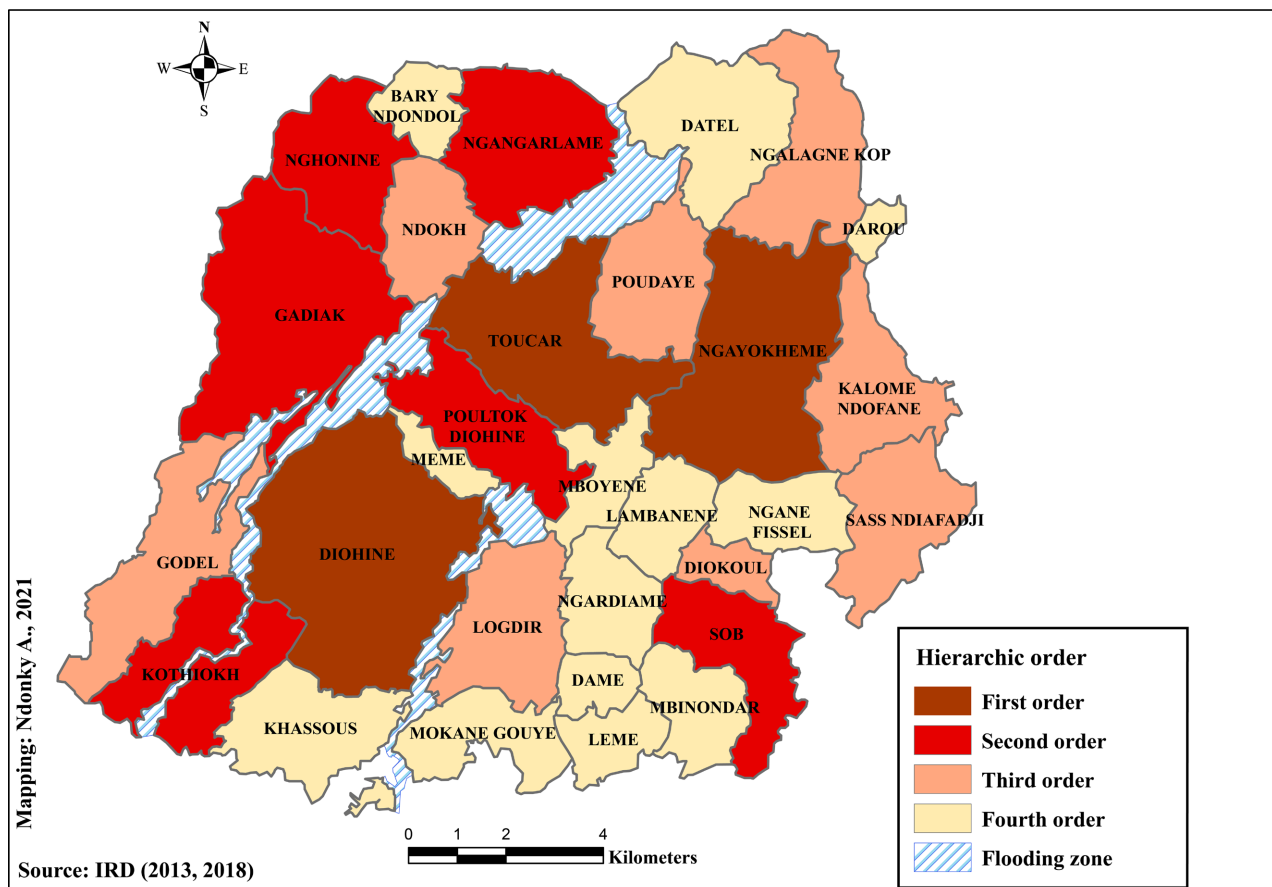 N
W
E
S
BARY
NDONDOL
NGANGARLAME
DATEL
NGHONINE
NGALAGNE KOP
NDOKH
DAROU
POUDAYE
GADIAK
TOUCAR
NGAYOKHEME
KALOME
NDOFANE
POULTOK
DIOHINE
MEME
MBOYENE
LAMBANENE
NGANE
FISSEL
SASS NDIAFADJI
DIOHINE
GODEL
DIOKOUL
NGARDIAME
LOGDIR
SOB
KOTHIOKH
DAME
MBINONDAR
KHASSOUS
MOKANE GOUYE
LEME
Hierarchic order
First order
Second order
Third order
Fourth order
Flooding zone
0 1 2 4
Kilometers
Mapping: Ndonky A., 2021
Source: IRD (2013, 2018)